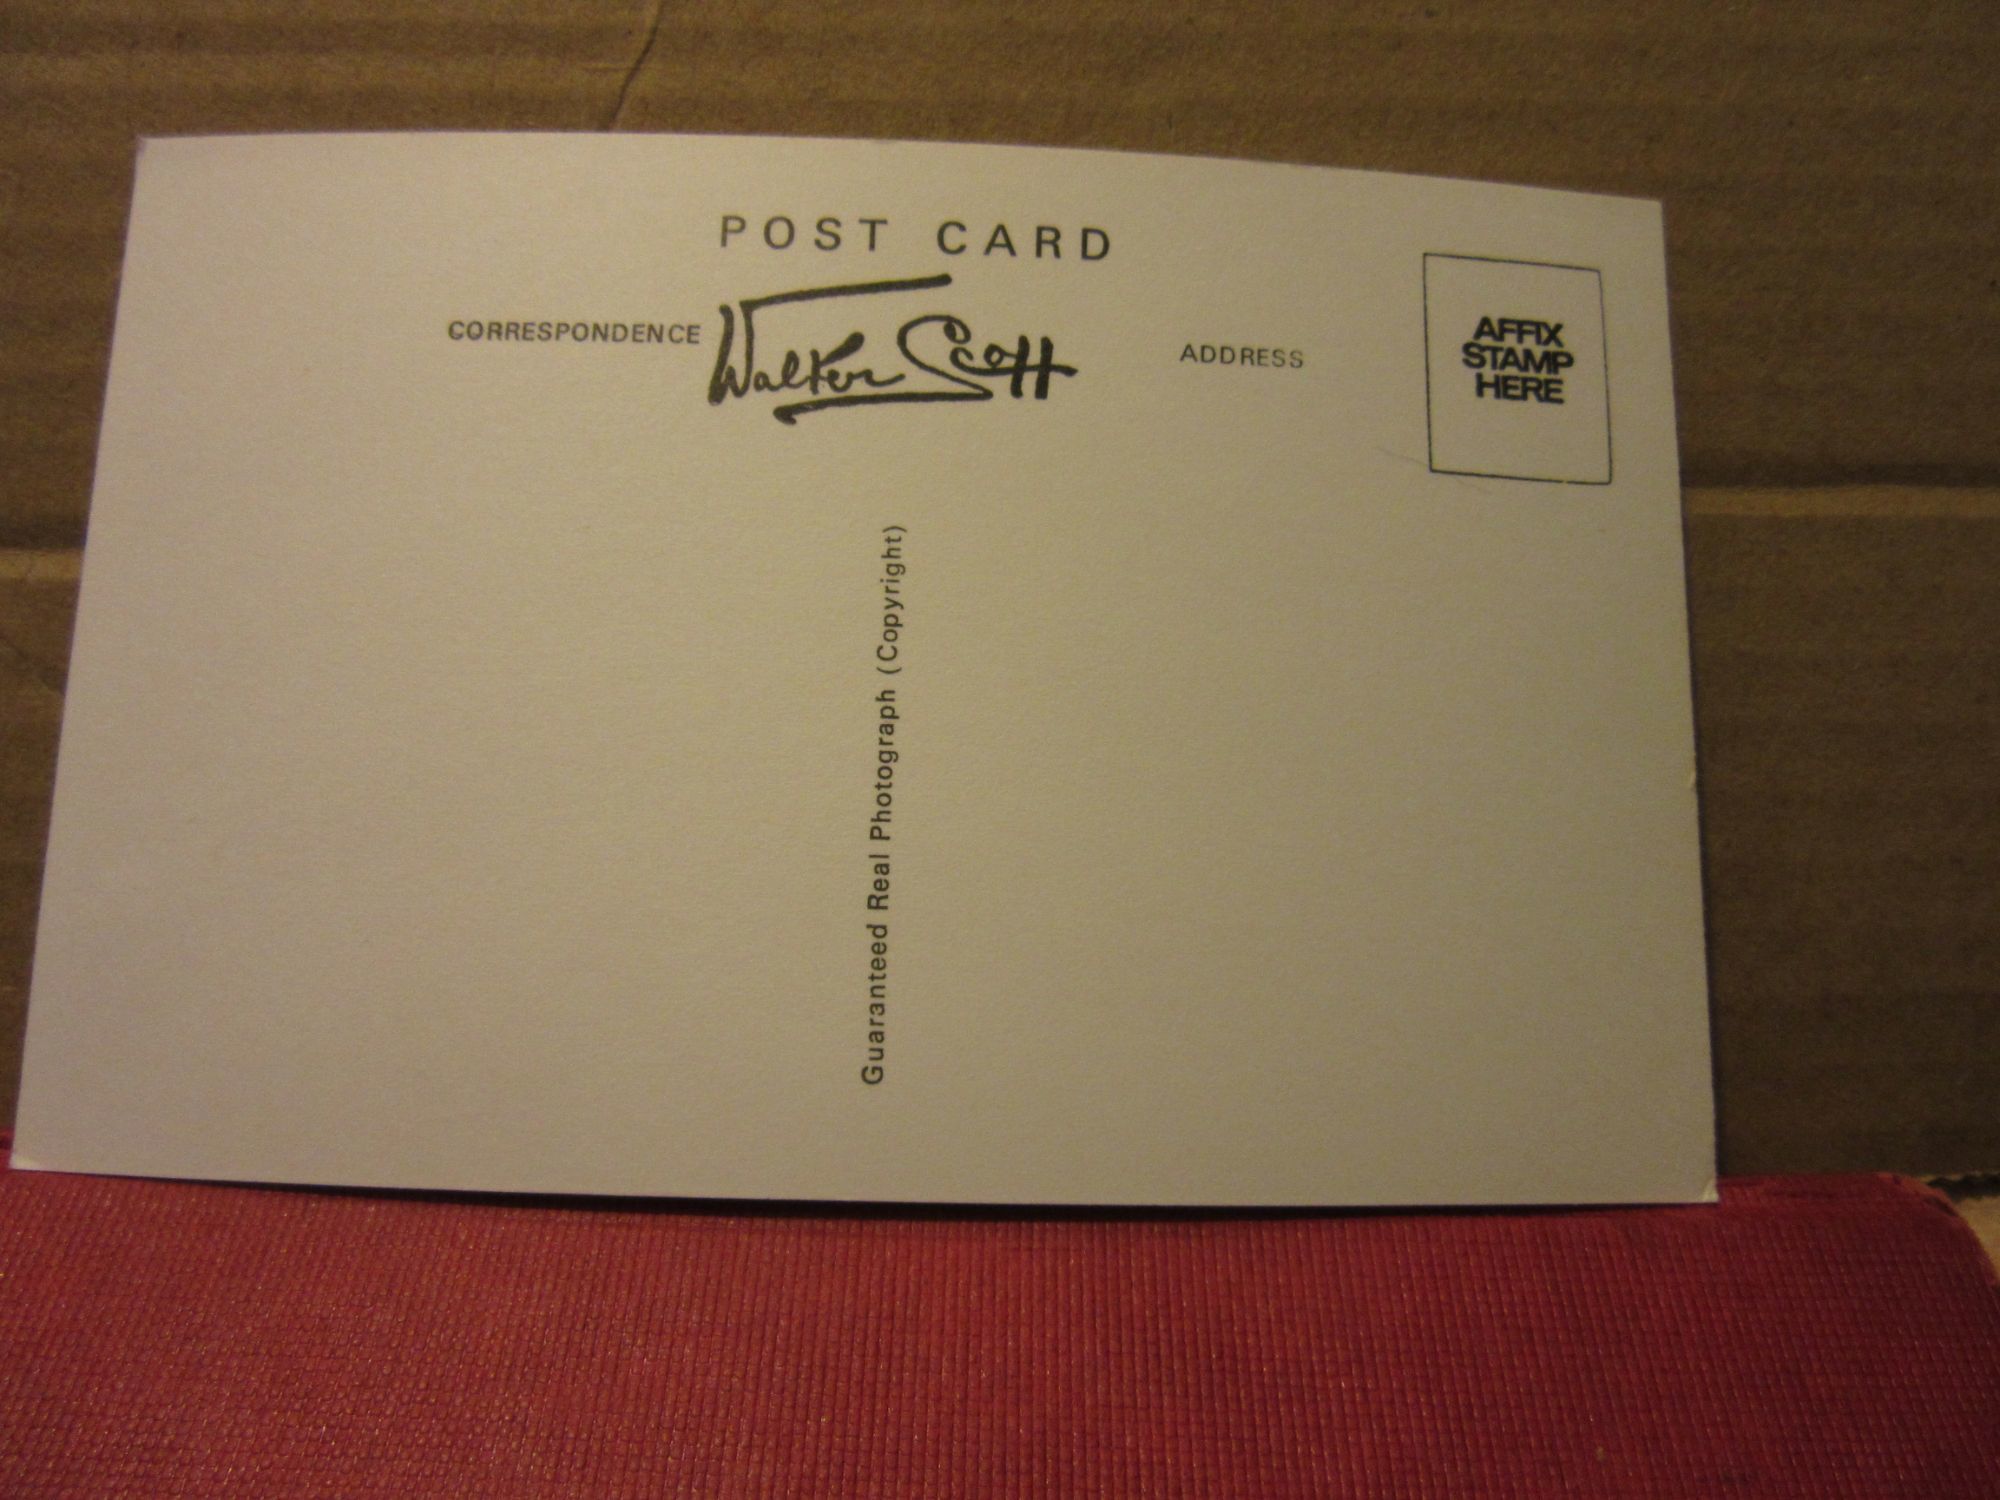 POST CARD
CORRESPONDENCE
Walter Scott
ADDRESS
AFFIX
STAMP
HERE
Guaranteed Real Photograph (Copyright)